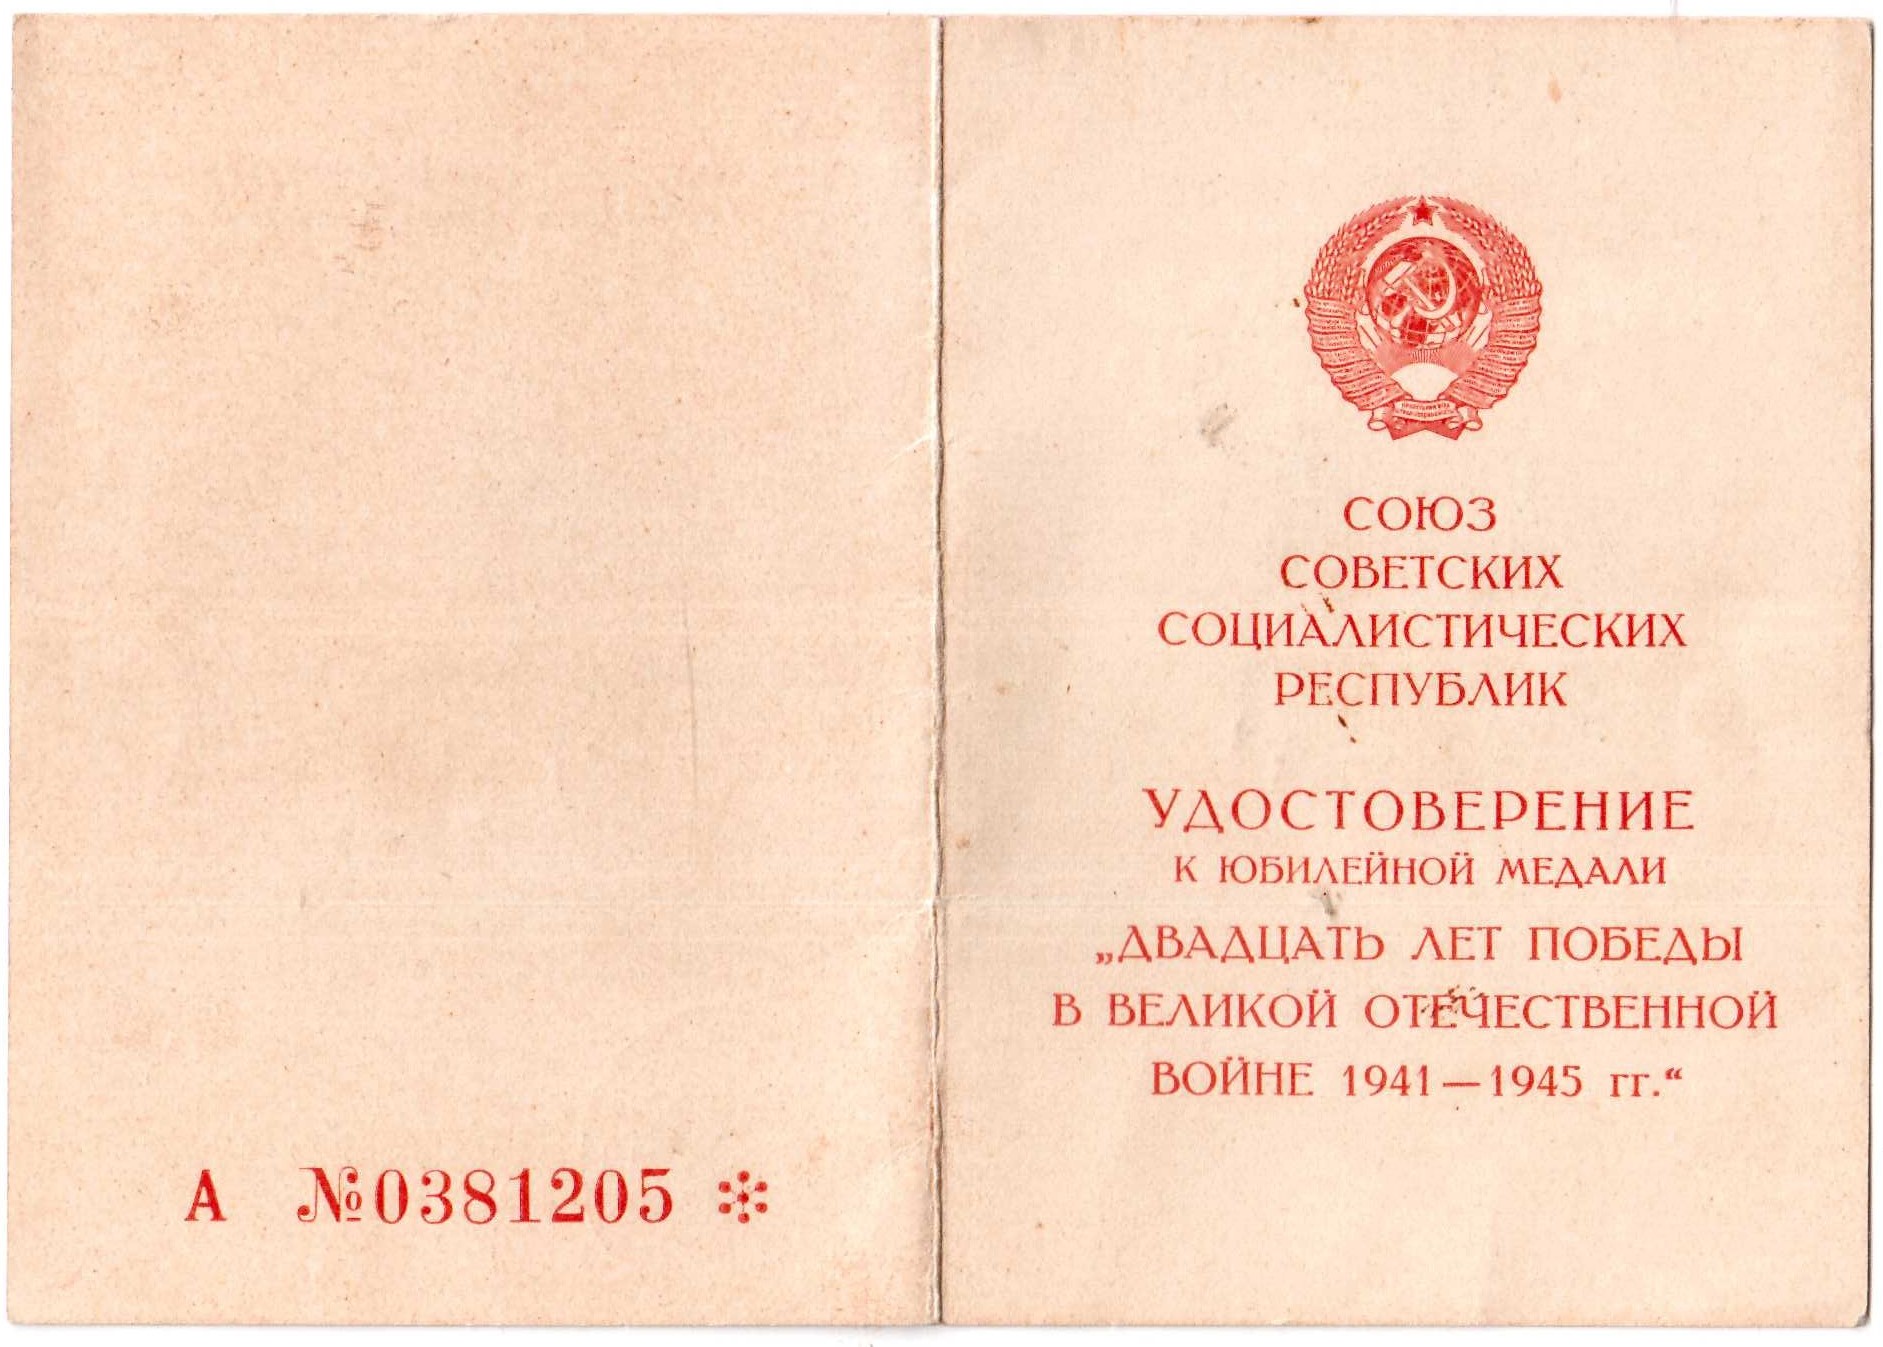 А №0381205
СОЮЗ
СОВЕТСКИХ
СОЦИАЛИСТИЧЕСКИХ
РЕСПУБЛИК
УДОСТОВЕРЕНИЕ
К ЮБИЛЕЙНОЙ МЕДАЛИ
„ДВАДЦАТЬ ЛЕТ ПОБЕДЫ
В ВЕЛИКОЙ ОТЕЧЕСТВЕННОЙ
ВОЙНЕ 1941—1945 гг.“